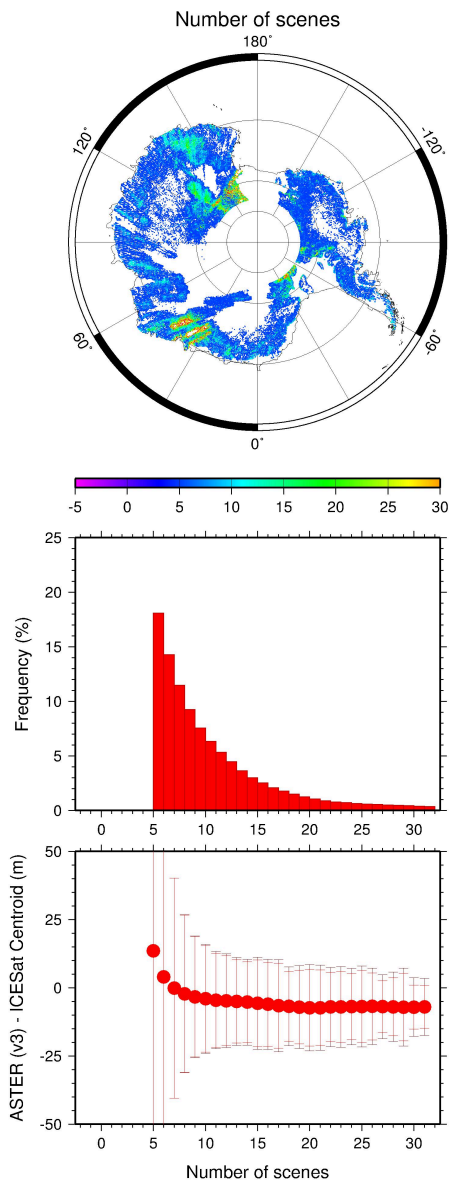 Number of scenes
180˚
120˚
-120˚
60˚
-60˚
0˚
-5 0 5 10 15 20 25 30
25
20
15
10
5
0
Frequency (%)
0 5 10 15 20 25 30
50
25
0
-25
-50
ASTER (v3) - ICESat Centroid (m)
0 5 10 15 20 25 30
Number of scenes